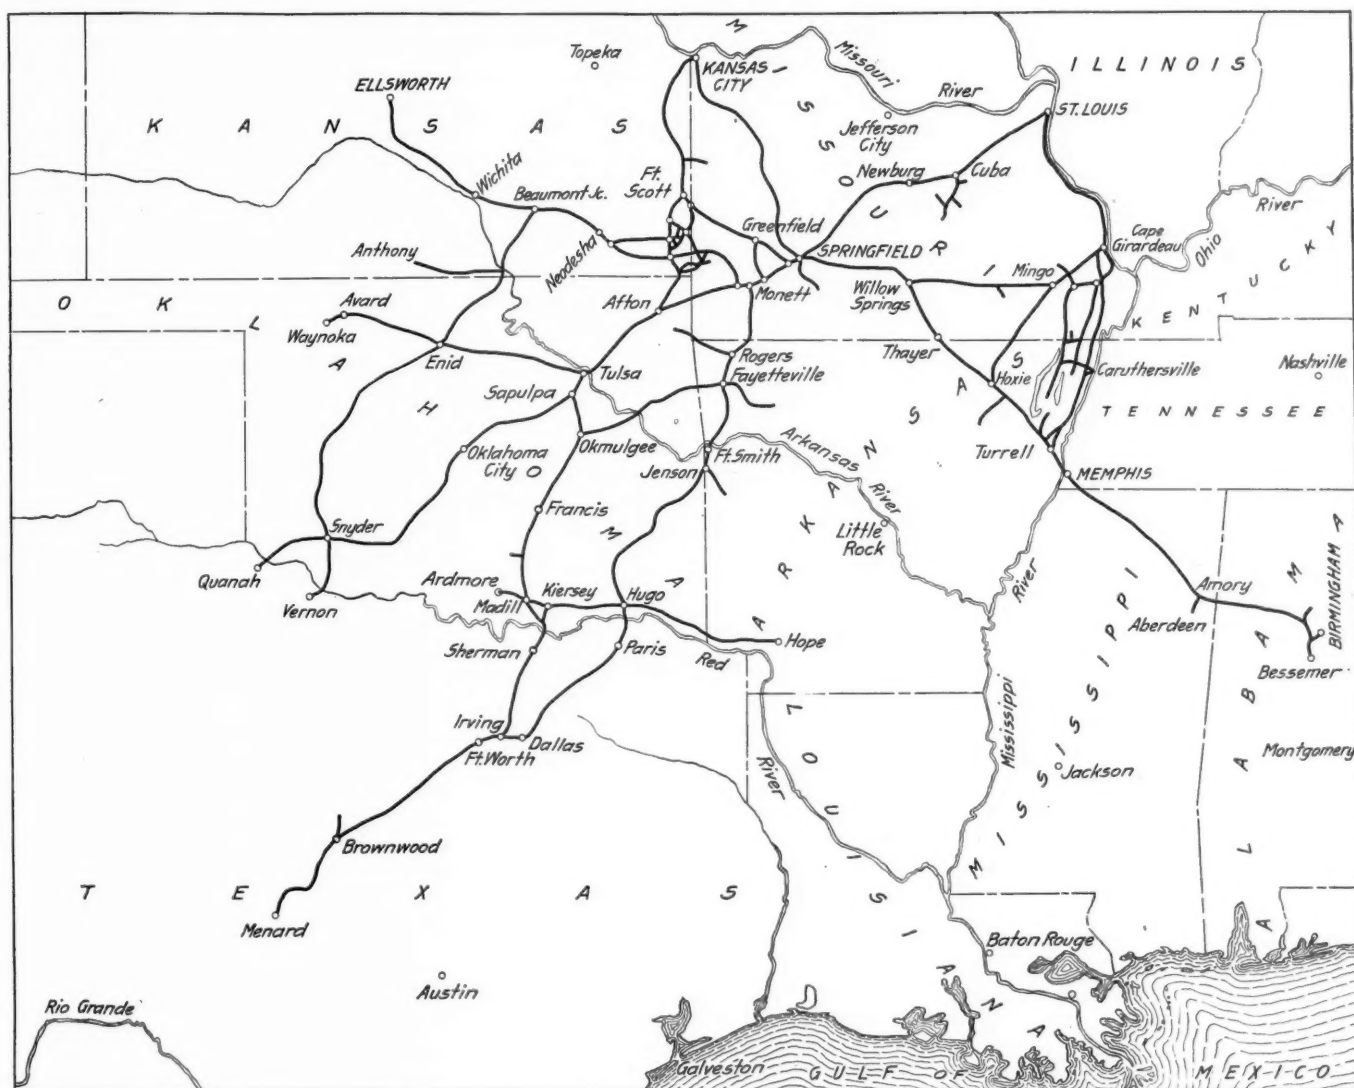 Topeka
KANSAS
CITY
Missouri
River
ILLINOIS
ELLSWORTH
KANSAS
MISSOURI
ST. LOUIS
Jefferson
City
Newburg
Cuba
Wichita
Beaumont Jc.
Ft.
Scott
Greenfield
SPRINGFIELD
Cape
Girardeau
Ohio
River
KENTUCKY
Anthony
Neodesha
Afton
Monett
Willow
Springs
Mingo
OKLAHOMA
Avard
Waynoka
Enid
Tulsa
Rogers
Fayetteville
Thayer
Hoxie
Caruthersville
Nashville
TENNESSEE
Sapulpa
Okmulgee
Oklahoma
City
Ft. Smith
Jenson
Arkansas
River
ARKANSAS
Turrell
MEMPHIS
Francis
Little
Rock
Snyder
Quanah
Vernon
Ardmore
Madill
Kiersey
Hugo
Hope
River
Amory
Aberdeen
BIRMINGHAM
Bessemer
Sherman
Paris
Red
River
Mississippi
MISSISSIPPI
ALABAMA
Irving
Ft. Worth
Dallas
LOUISIANA
Jackson
Montgomery
Brownwood
TEXAS
Menard
Baton Rouge
Austin
Rio Grande
Galveston
GULF OF MEXICO